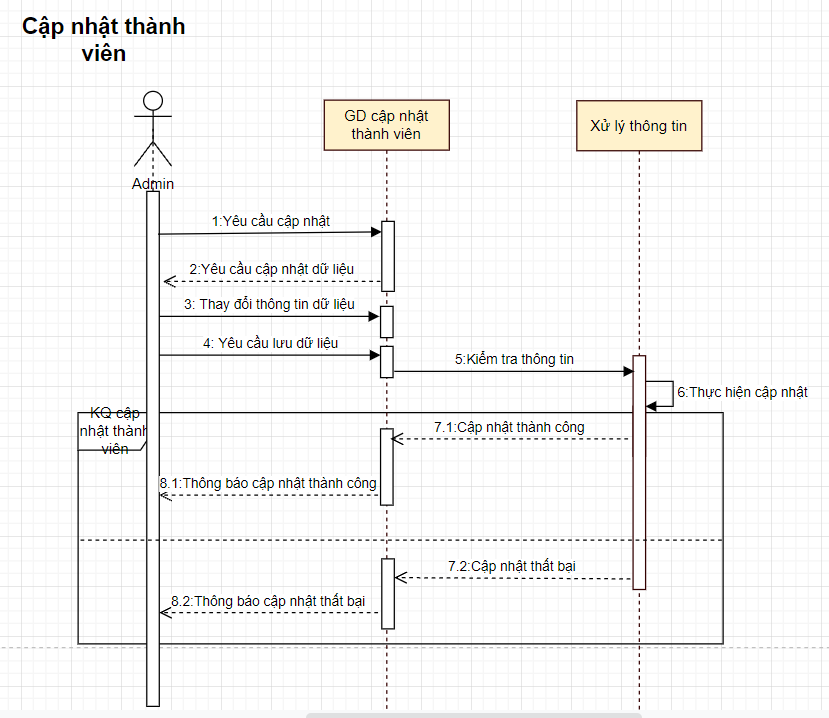 Cập nhật thành
viên
GD cập nhật
thành viên
Xử lý thông tin
Admin
1:Yêu cầu cập nhật
2:Yêu cầu cập nhật dữ liệu
3: Thay đổi thông tin dữ liệu
4: Yêu cầu lưu dữ liệu
5:Kiểm tra thông tin
6:Thực hiện cập nhật
KQ cập
nhật thành
viên
7.1:Cập nhật thành công
8.1:Thông báo cập nhật thành công
7.2:Cập nhật thất bại
8.2:Thông báo cập nhật thất bại